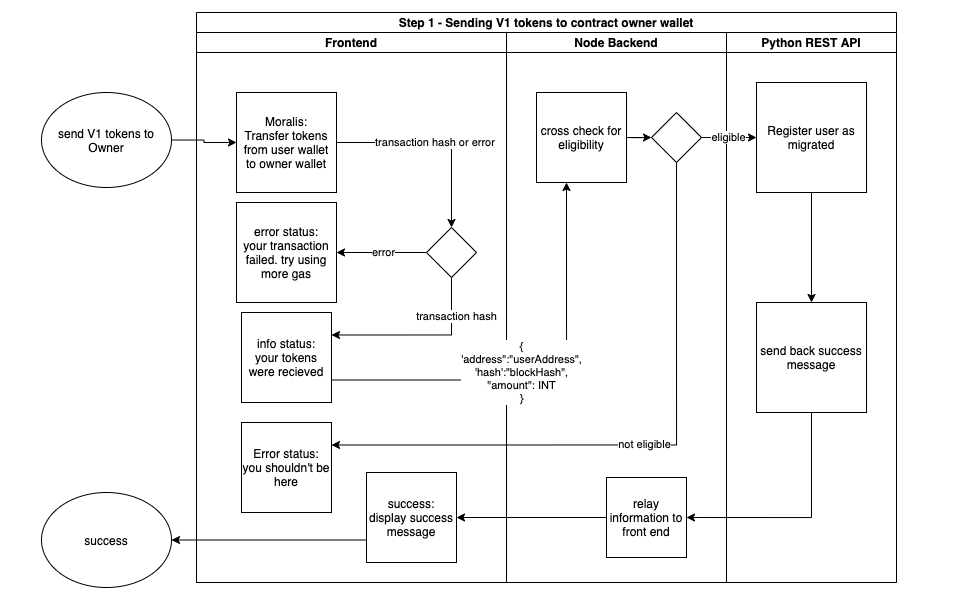 Step 1 - Sending V1 tokens to contract owner wallet
Frontend
Node Backend
Python REST API
send V1 tokens to
Owner
Moralis:
Transfer tokens
from user wallet
to owner wallet
transaction hash or error
cross check for
eligibility
eligible
Register user as
migrated
error status:
your transaction
failed. try using
more gas
error
transaction hash
info status:
your tokens
were recieved
{
'address":"userAddress",
'hash':"blockHash",
"amount": INT
}
send back success
message
not eligible
Error status:
you shouldn't be
here
success:
display success
message
relay
information to
front end
success